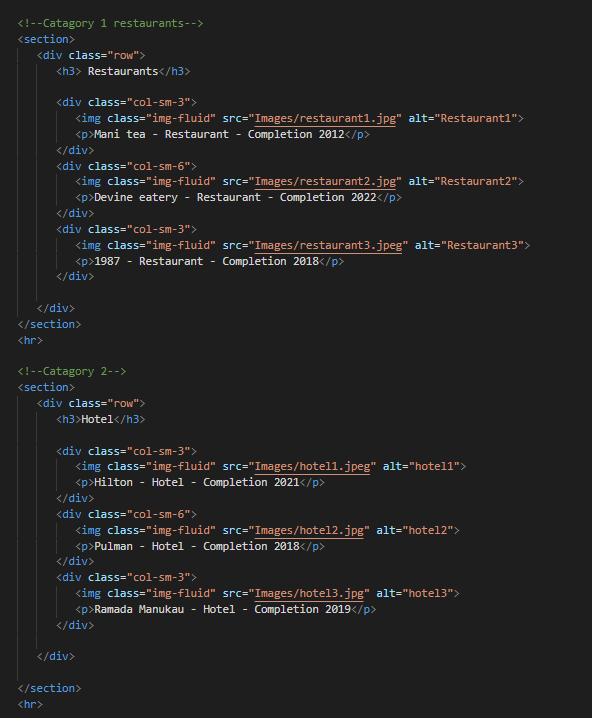 <!--Catagory 1 restaurants-->
<section>
<div class="row">
<h3> Restaurants</h3>
<div class="col-sm-3">
<img class="img-fluid" src="Images/restaurant1.jpg" alt="Restaurant1">
<p>Mani tea - Restaurant - Completion 2012</p>
</div>
<div class="col-sm-6">
<img class="img-fluid" src="Images/restaurant2.jpg" alt="Restaurant2">
<p>Devine eatery - Restaurant - Completion 2022</p>
</div>
<div class="col-sm-3">
<img class="img-fluid" src="Images/restaurant3.jpeg" alt="Restaurant3">
<p>1987 - Restaurant - Completion 2018</p>
</div>
</div>
</section>
<hr>
<!--Catagory 2-->
<section>
<div class="row">
<h3>Hotel</h3>
<div class="col-sm-3">
<img class="img-fluid" src="Images/hotel1.jpeg" alt="hotel1">
<p>Hilton - Hotel - Completion 2021</p>
</div>
<div class="col-sm-6">
<img class="img-fluid" src="Images/hotel2.jpg" alt="hotel2">
<p>Pulman - Hotel - Completion 2018</p>
</div>
<div class="col-sm-3">
<img class="img-fluid" src="Images/hotel3.jpg" alt="hotel3">
<p>Ramada Manukau - Hotel - Completion 2019</p>
</div>
</div>
</section>
<hr>